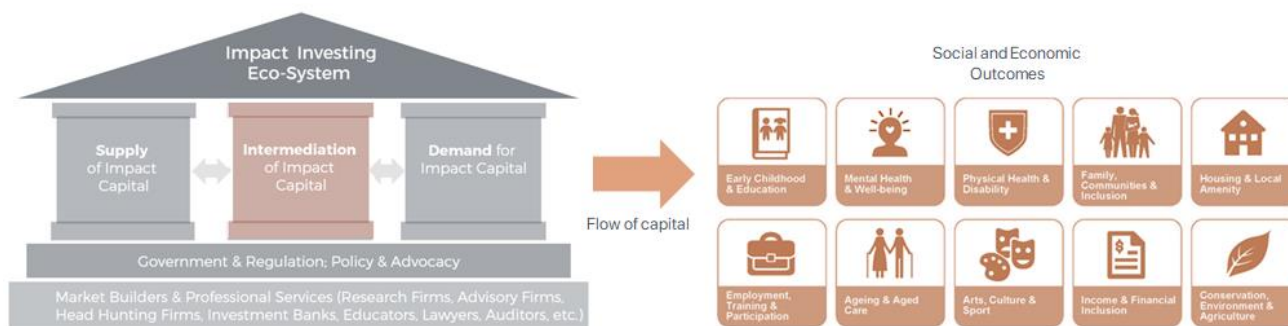 Impact Investing
Eco-System
Supply
of Impact
Capital
Intermediation
of Impact
Capital
Demand for
Impact Capital
Government & Regulation; Policy & Advocacy
Market Builders & Professional Services (Research Firms, Advisory Firms,
Head Hunting Firms, Investment Banks, Educators, Lawyers, Auditors, etc.)
Flow of capital
Social and Economic
Outcomes
Early Childhood
& Education
Mental Health
& Well-being
Physical Health &
Disability
Family,
Communities &
Inclusion
Housing & Local
Amenity
Employment,
Training &
Participation
Ageing & Aged
Care
Arts, Culture &
Sport
$
Income & Financial
Inclusion
Conservation,
Environment &
Agriculture